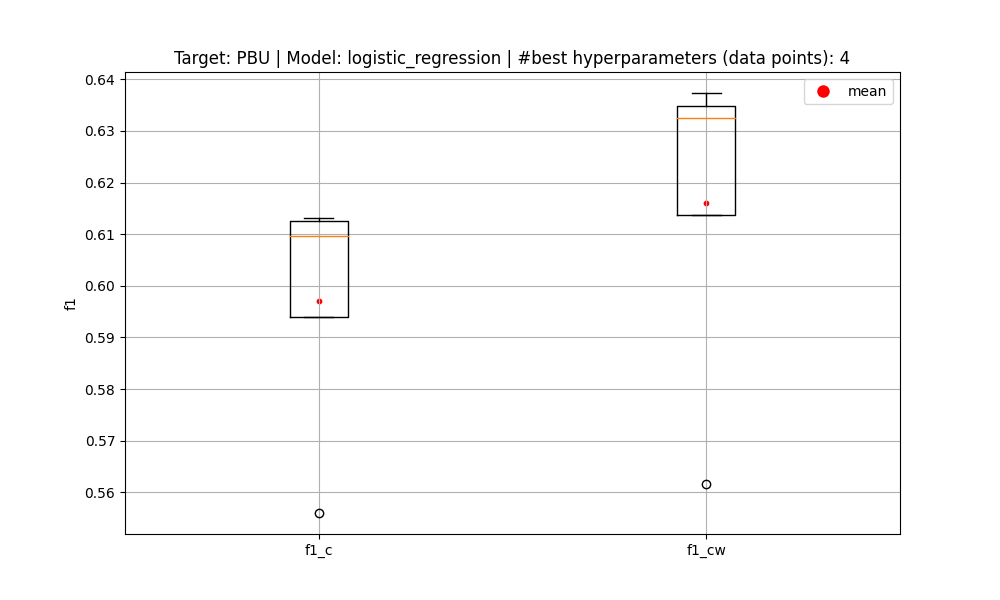 Target: PBU | Model: logistic_regression | #best hyperparameters (data points): 4
mean
f1
0.64
0.63
0.62
0.61
0.60
0.59
0.58
0.57
0.56
f1_c
f1_cw